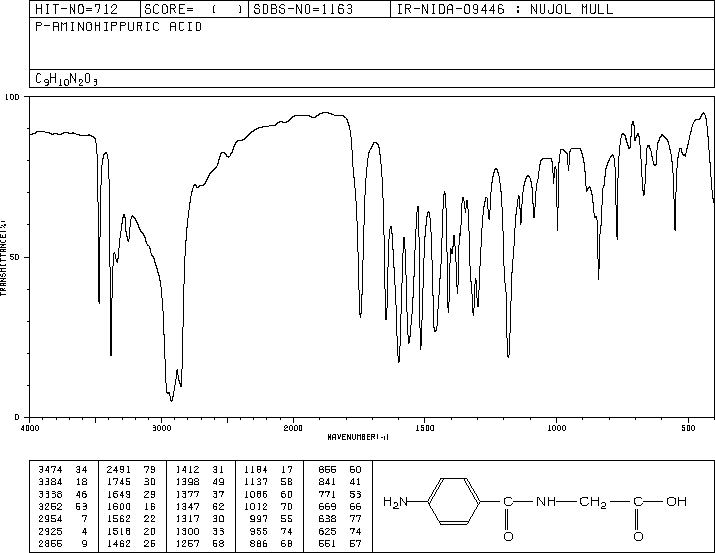 HIT-NO=712 SCORE= ( ) SDBS-NO=1163 IR-NIDA-09446 : NUJOL MULL
P-AMINOHIPPURIC ACID
C9H10N2O3
100
50
0
TRANSMITTANCE(%)
4000 3000 2000 1500 1000 500
WAVENUMBER(-1)
3474 34 2491 79 1412 31 1184 17
3384 18 1745 30 1398 49 1137 58 841 41
3338 46 1649 29 1377 37 1086 60 771 53
3262 1600 16 1347 62 1012 70 669 66
2954 7 1562 22 1317 30 997 55 638 77
2925 4 1518 20 1300 33 955 74 625 74
2855 9 1462 25 1257 58 886 68 551 57
H2N C NH CH2 C OH
O O